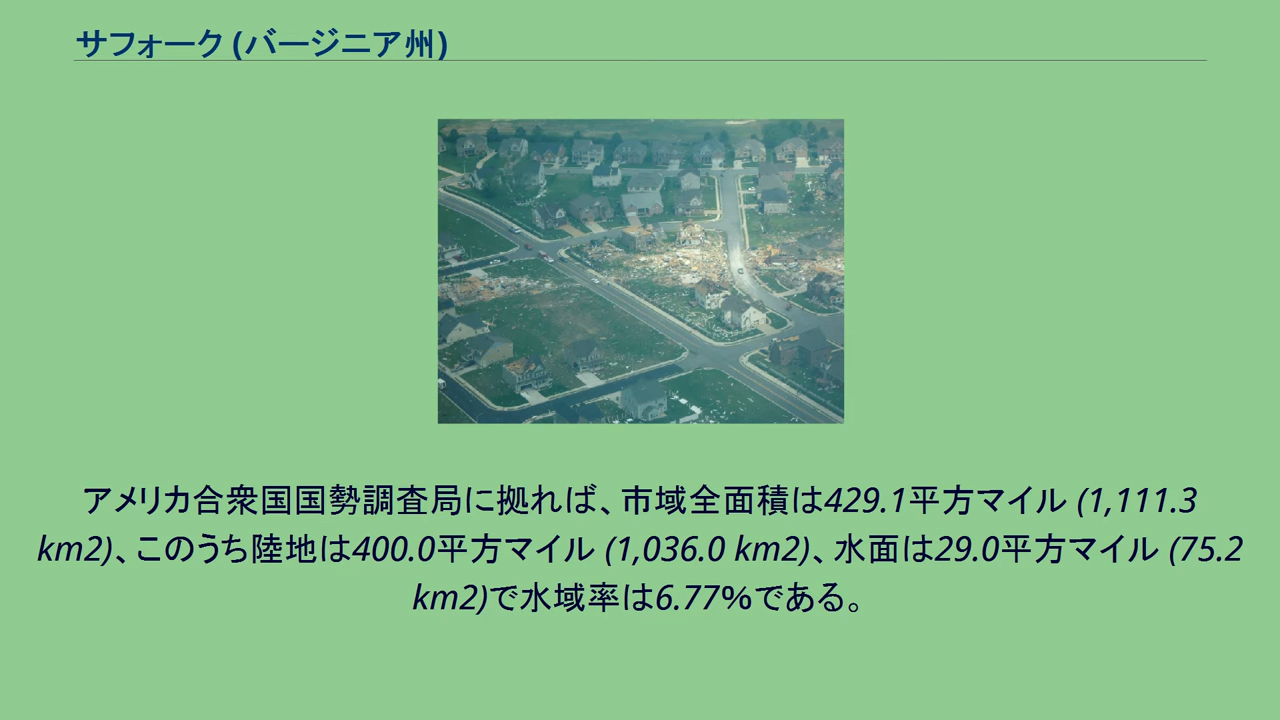 サフォーク (バージニア州)
アメリカ合衆国国勢調査局に拠れば、市域全面積は429.1平方マイル (1,111.3
km2)、このうち陸地は400.0平方マイル (1,036.0 km2)、水面は29.0平方マイル (75.2
km2)で水域率は6.77%である。